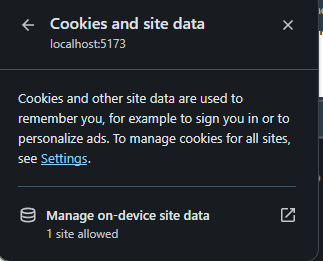 Cookies and site data
localhost:5173
Cookies and other site data are used to
remember you, for example to sign you in or to
personalize ads. To manage cookies for all sites,
see Settings.
Manage on-device site data
1 site allowed